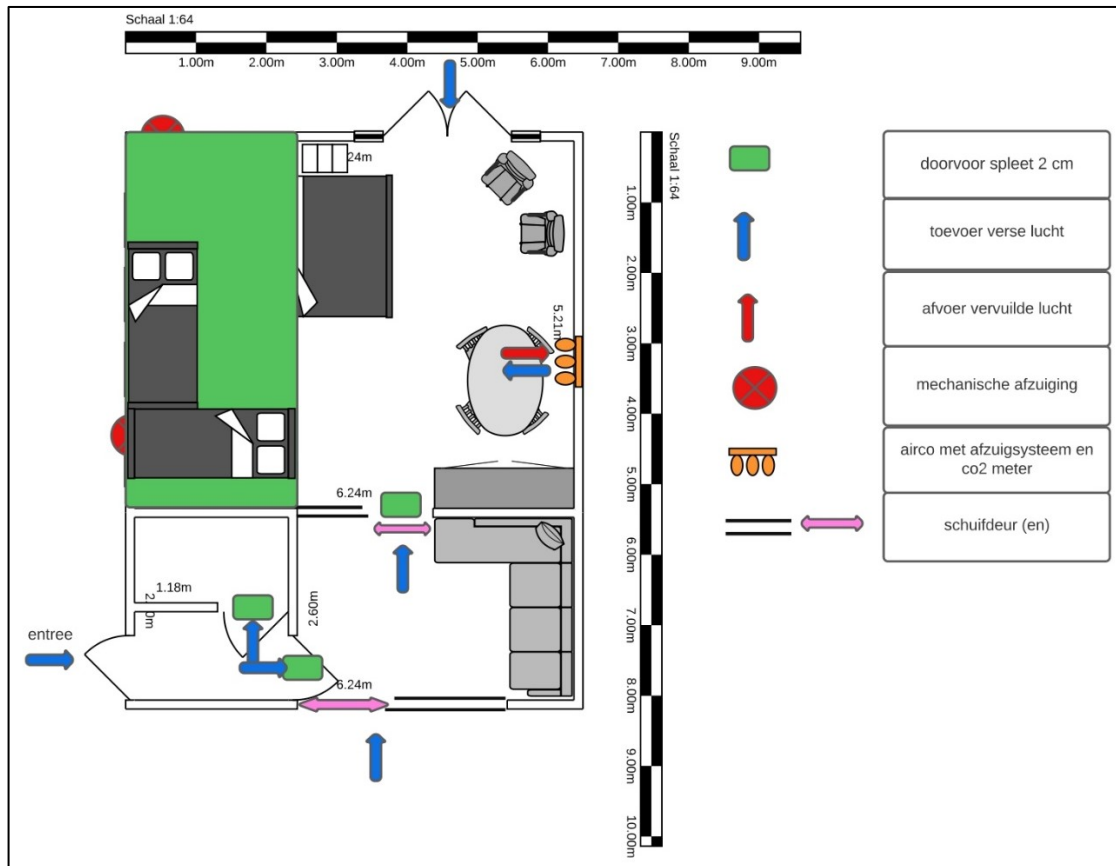 Schaal 1:64
1.00m 2.00m 3.00m 4.00m 5.00m 6.00m 7.00m 8.00m 9.00m
Schaal 1:64
1.00m
2.00m
3.00m
4.00m
5.00m
6.00m
7.00m
8.00m
9.00m
10.00m
24m
5.21m
6.24m
1.18m
2.60m
entree
6.24m
doorvoor spleet 2 cm
toevoer verse lucht
afvoer vervuilde lucht
mechanische afzuiging
airco met afzuigsysteem en
co2 meter
schuifdeur (en)